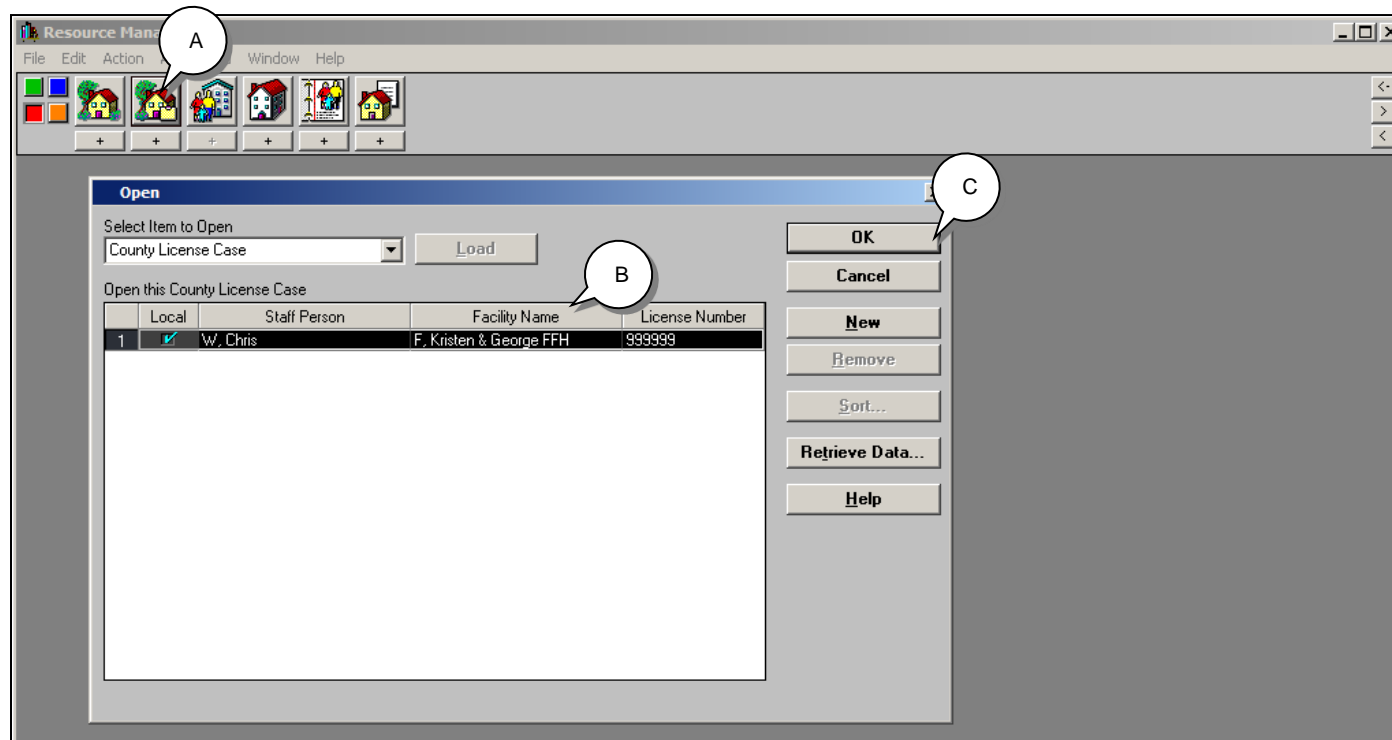 Resource Mana
A
File Edit Action Window Help
+ + + + + +
<-
>
<
Open
C
Select Item to Open
County License Case
Load
OK
B
Cancel
Open this County License Case
Local Staff Person Facility Name License Number
New
1 W, Chris F, Kristen & George FFH 999999
Remove
Sort...
Retrieve Data...
Help